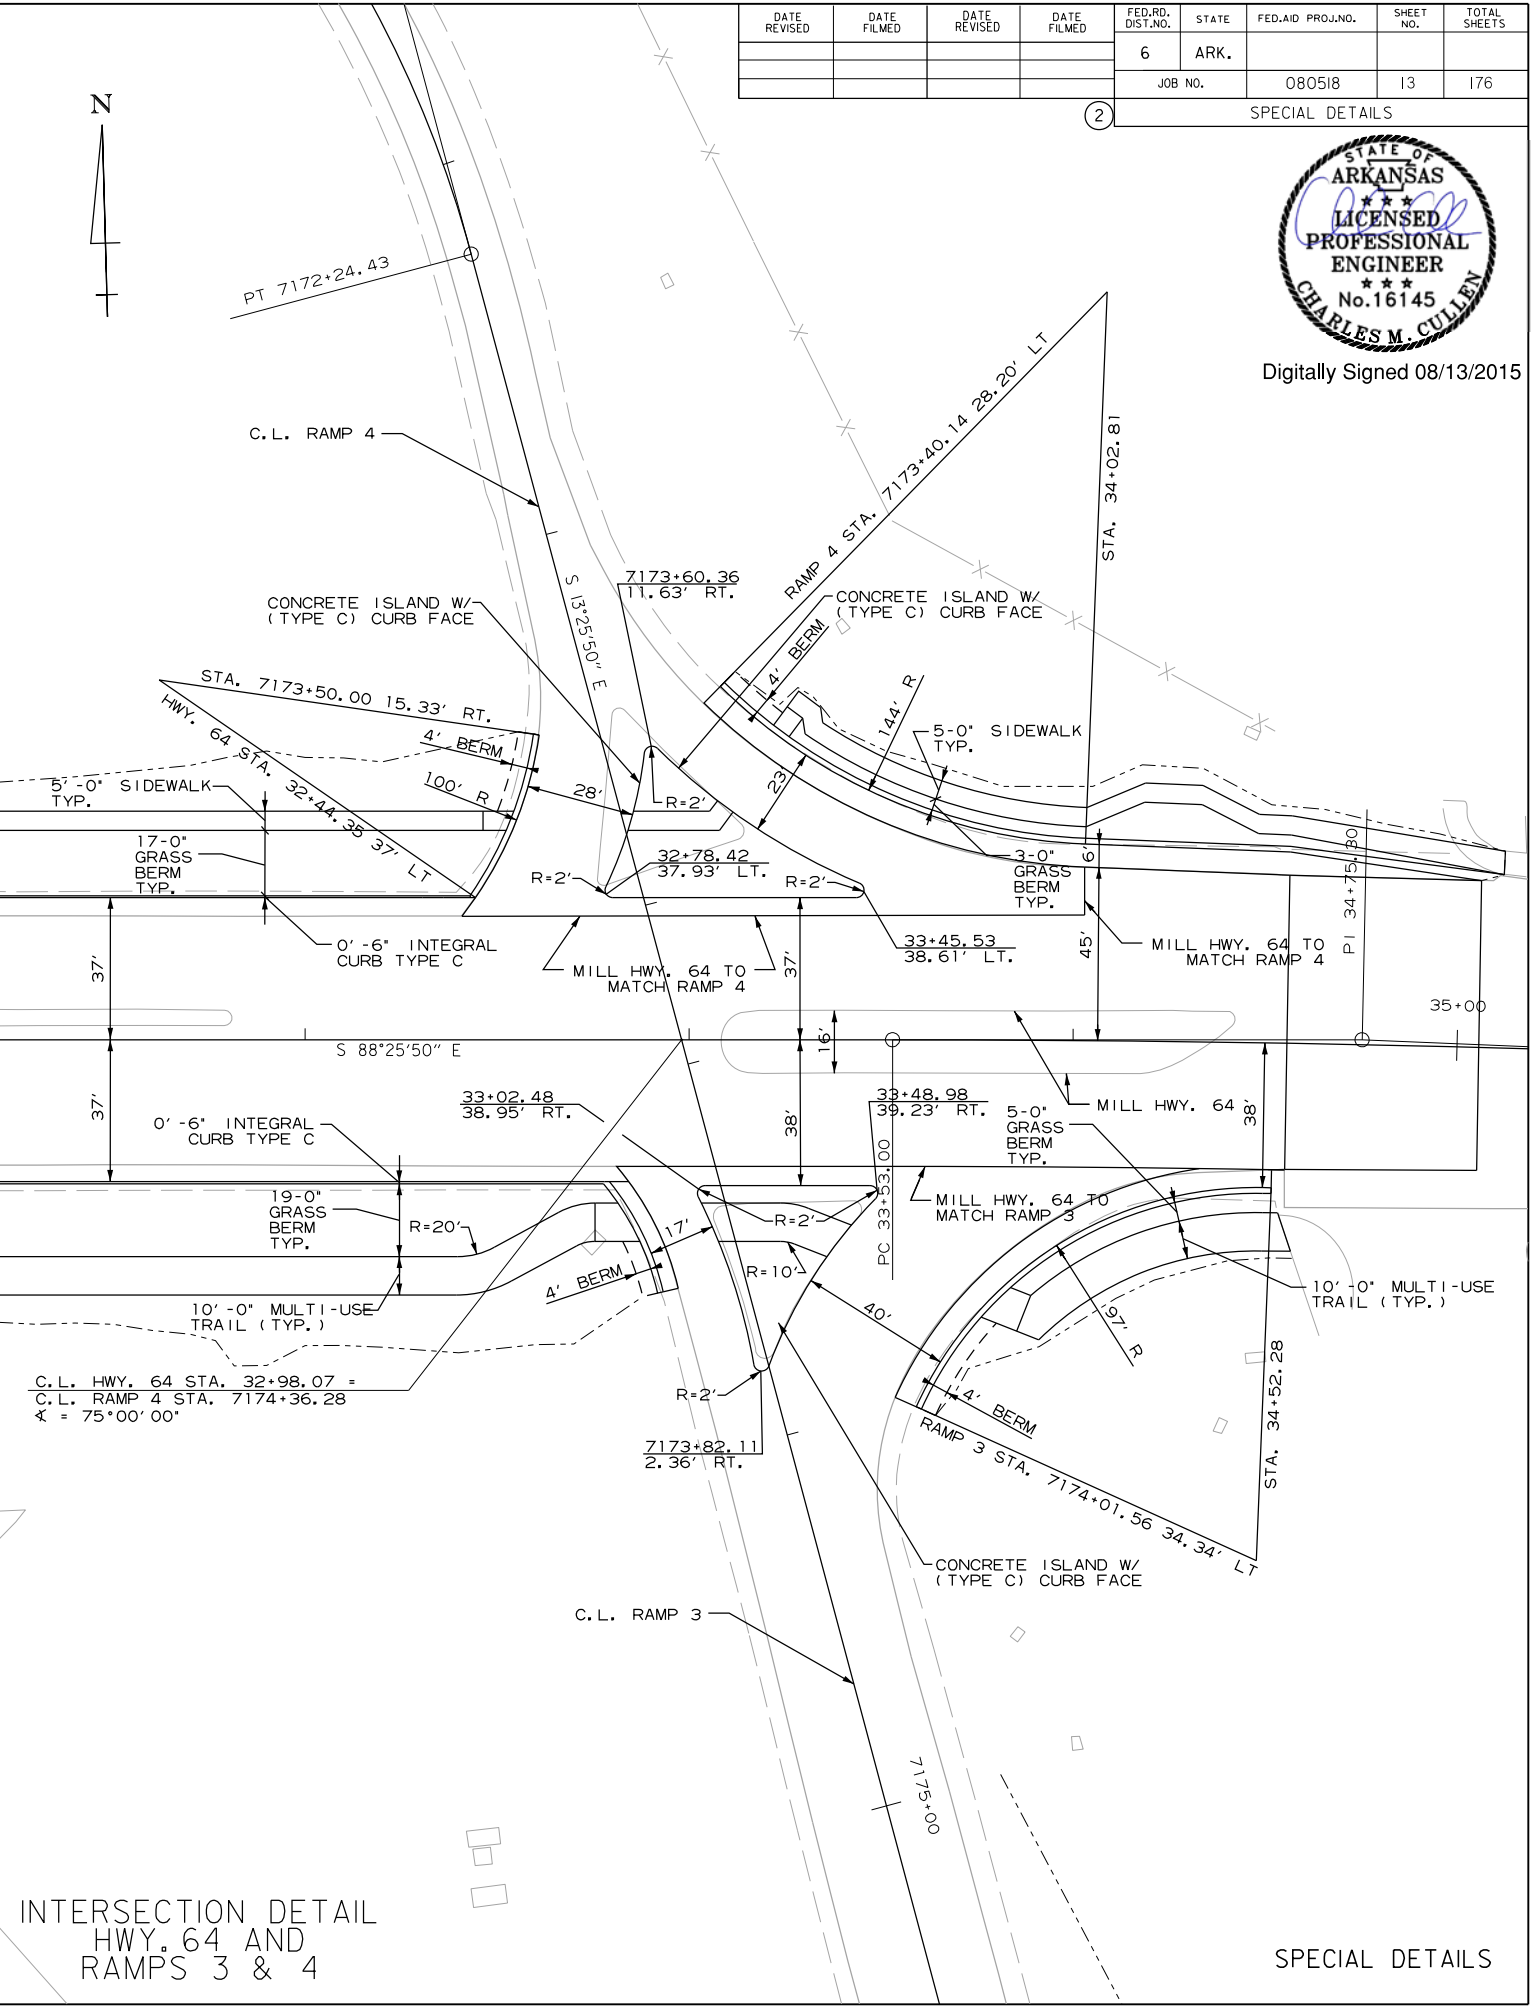 DATE
REVISED
DATE
FILMED
DATE
REVISED
DATE
FILMED
FED.RD.
DIST.NO.
STATE
FED.AID PROJ.NO.
SHEET
NO.
TOTAL
SHEETS
6
ARK.
JOB NO.
080518
13
176
2
SPECIAL DETAILS
STATE OF
ARKANSAS
LICENSED
PROFESSIONAL
ENGINEER
No.16145
CHARLES M. CULLEN
Digitally Signed 08/13/2015
N
PT 7172+24.43
C.L. RAMP 4
RAMP 4 STA. 7173+40.14 28.20' LT
STA. 34+02.81
S 13°25'50" E
7173+60.36
11.63' RT.
CONCRETE ISLAND W/
(TYPE C) CURB FACE
CONCRETE ISLAND W/
(TYPE C) CURB FACE
4' BERM
STA. 7173+50.00 15.33' RT.
HWY. 64 STA. 32+44.35 37' LT
4' BERM
100' R
28'
R=2'
23'
144' R
5-0" SIDEWALK
TYP.
5'-0" SIDEWALK
TYP.
17-0"
GRASS
BERM
TYP.
32+78.42
37.93' LT.
R=2'
R=2'
3-0"
GRASS
BERM
TYP.
6'
PI 34+75.30
0'-6" INTEGRAL
CURB TYPE C
33+45.53
38.61' LT.
MILL HWY. 64 TO
MATCH RAMP 4
MILL HWY. 64 TO
MATCH RAMP 4
37'
37'
45'
35+00
S 88°25'50" E
16'
37'
38'
38'
33+02.48
38.95' RT.
33+48.98
39.23' RT.
MILL HWY. 64
5-0"
GRASS
BERM
TYP.
0'-6" INTEGRAL
CURB TYPE C
PC 33+53.00
19-0"
GRASS
BERM
TYP.
R=20'
17'
R=2'
R=10'
MILL HWY. 64 TO
MATCH RAMP 3
4' BERM
10'-0" MULTI-USE
TRAIL (TYP.)
10'-0" MULTI-USE
TRAIL (TYP.)
40'
97' R
C.L. HWY. 64 STA. 32+98.07 =
C.L. RAMP 4 STA. 7174+36.28
∡ = 75°00'00"
R=2'
7173+82.11
2.36' RT.
4' BERM
RAMP 3 STA. 7174+01.56 34.34' LT
STA. 34+52.28
CONCRETE ISLAND W/
(TYPE C) CURB FACE
C.L. RAMP 3
7175+00
INTERSECTION DETAIL
HWY. 64 AND
RAMPS 3 & 4
SPECIAL DETAILS